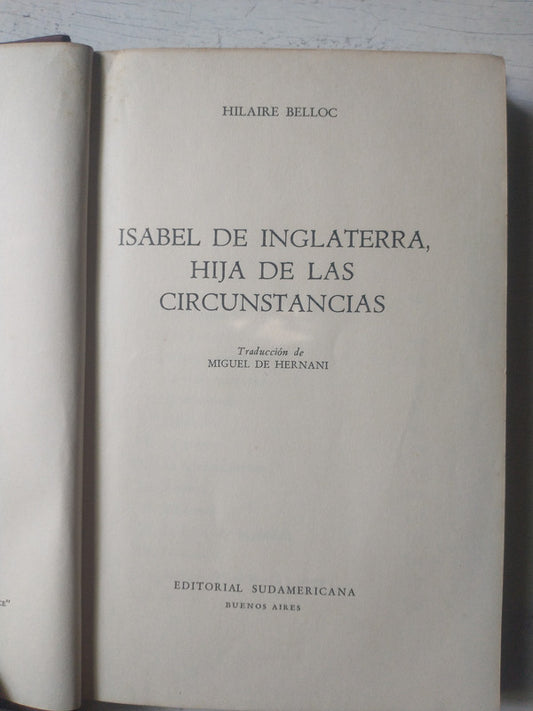 HILAIRE BELLOC
ISABEL DE INGLATERRA,
HIJA DE LAS
CIRCUNSTANCIAS
Traducción de
MIGUEL DE HERNANI
EDITORIAL SUDAMERICANA
BUENOS AIRES